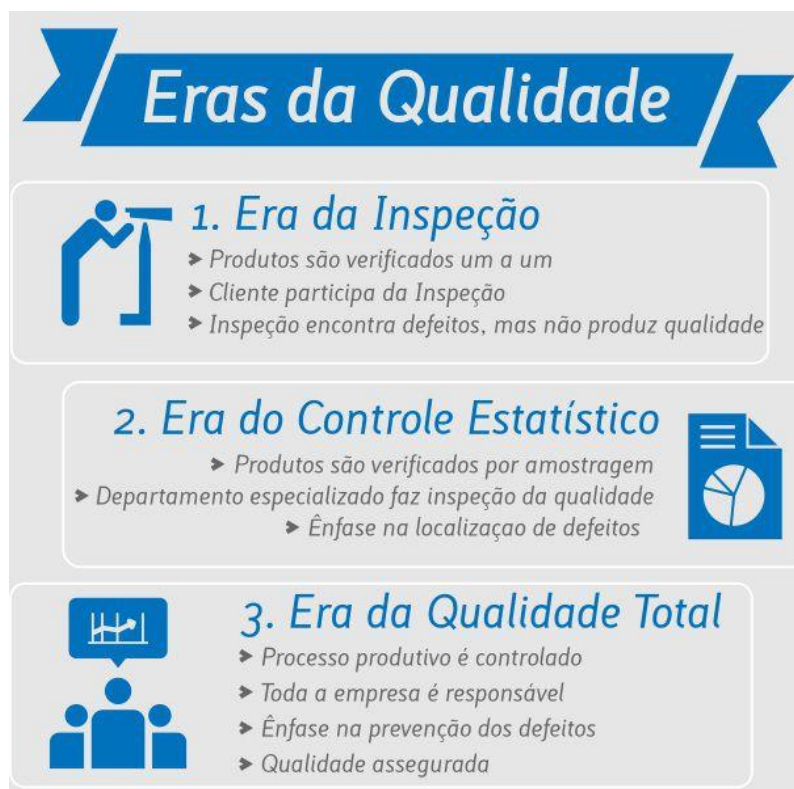 Eras da Qualidade
1. Era da Inspeção
➤ Produtos são verificados um a um
➤ Cliente participa da Inspeção
➤ Inspeção encontra defeitos, mas não produz qualidade
2. Era do Controle Estatístico
➤ Produtos são verificados por amostragem
➤ Departamento especializado faz inspeção da qualidade
➤ Ênfase na localizaçao de defeitos
3. Era da Qualidade Total
➤ Processo produtivo é controlado
➤ Toda a empresa é responsável
➤ Ênfase na prevenção dos defeitos
➤ Qualidade assegurada